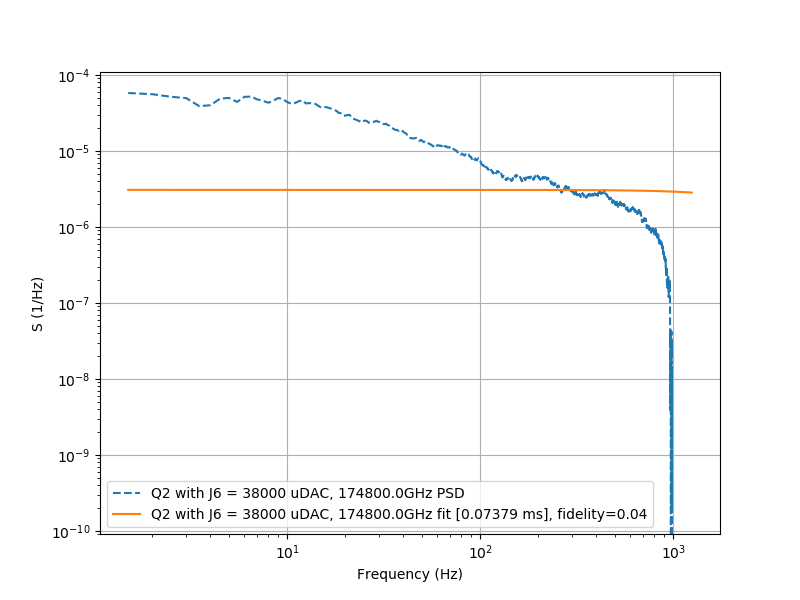 10⁻⁴
10⁻⁵
10⁻⁶
10⁻⁷
10⁻⁸
10⁻⁹
10⁻¹⁰
S (1/Hz)
Q2 with J6 = 38000 uDAC, 174800.0GHz PSD
Q2 with J6 = 38000 uDAC, 174800.0GHz fit [0.07379 ms], fidelity=0.04
10¹ 10² 10³
Frequency (Hz)